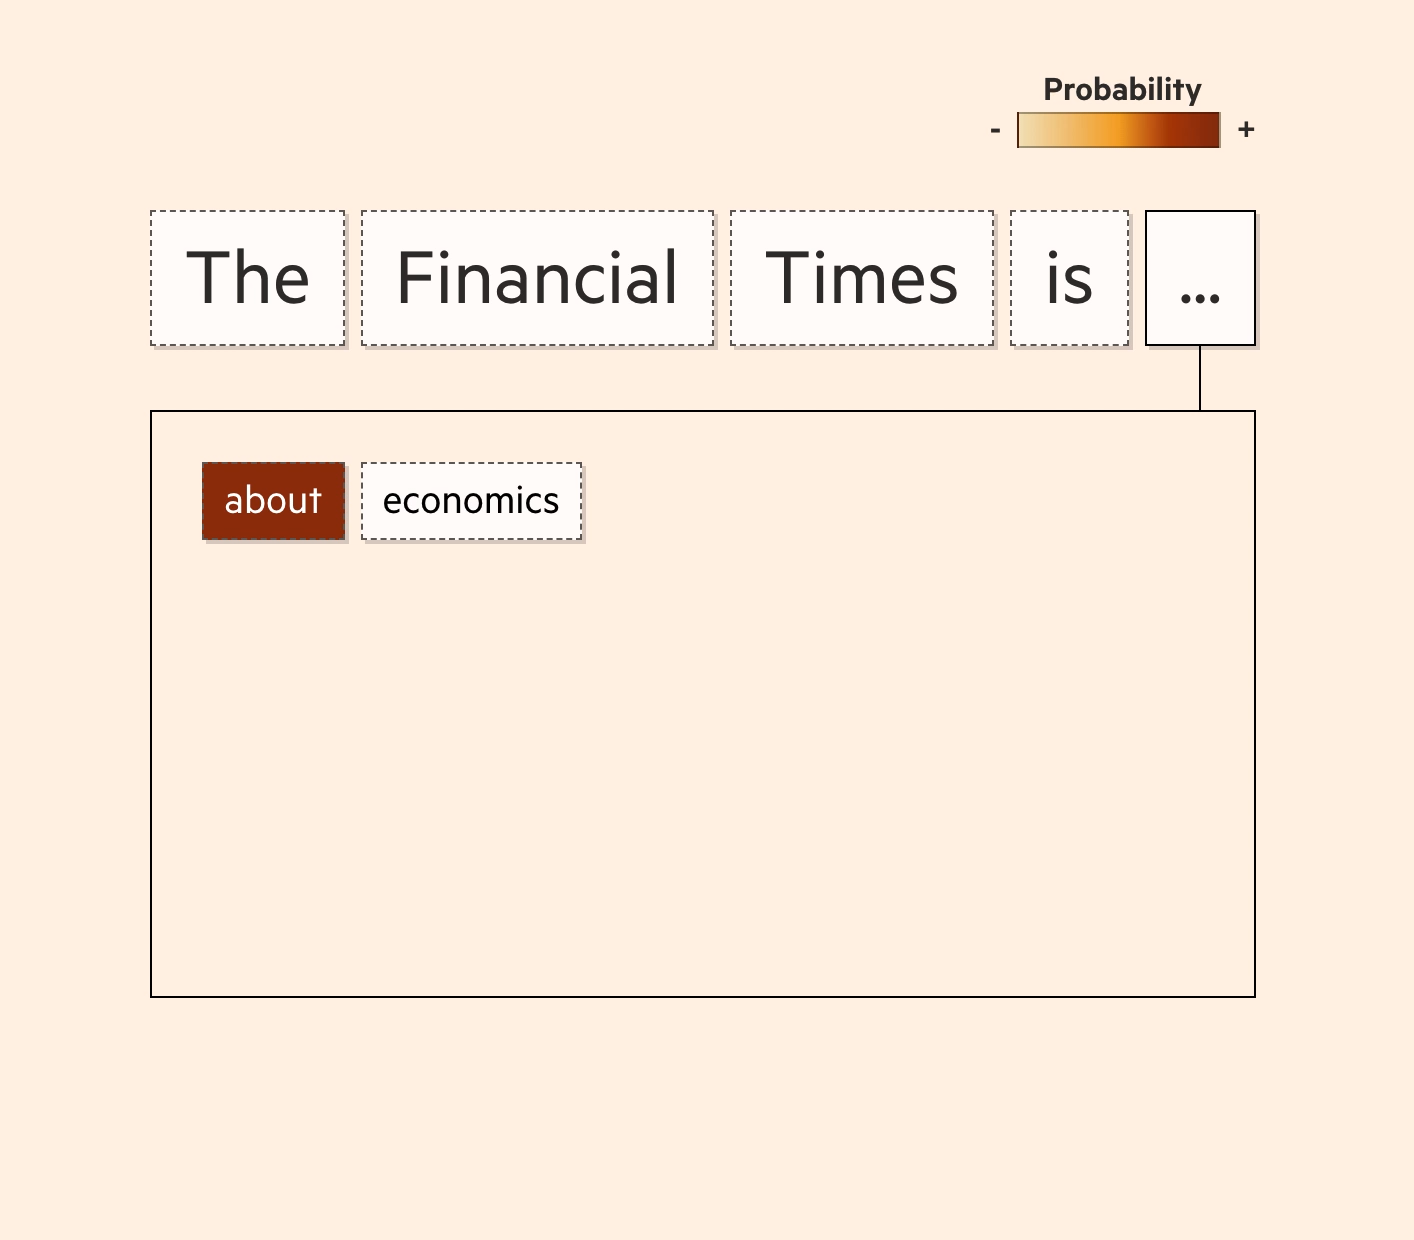 Probability
- +
The Financial Times is ...
about economics